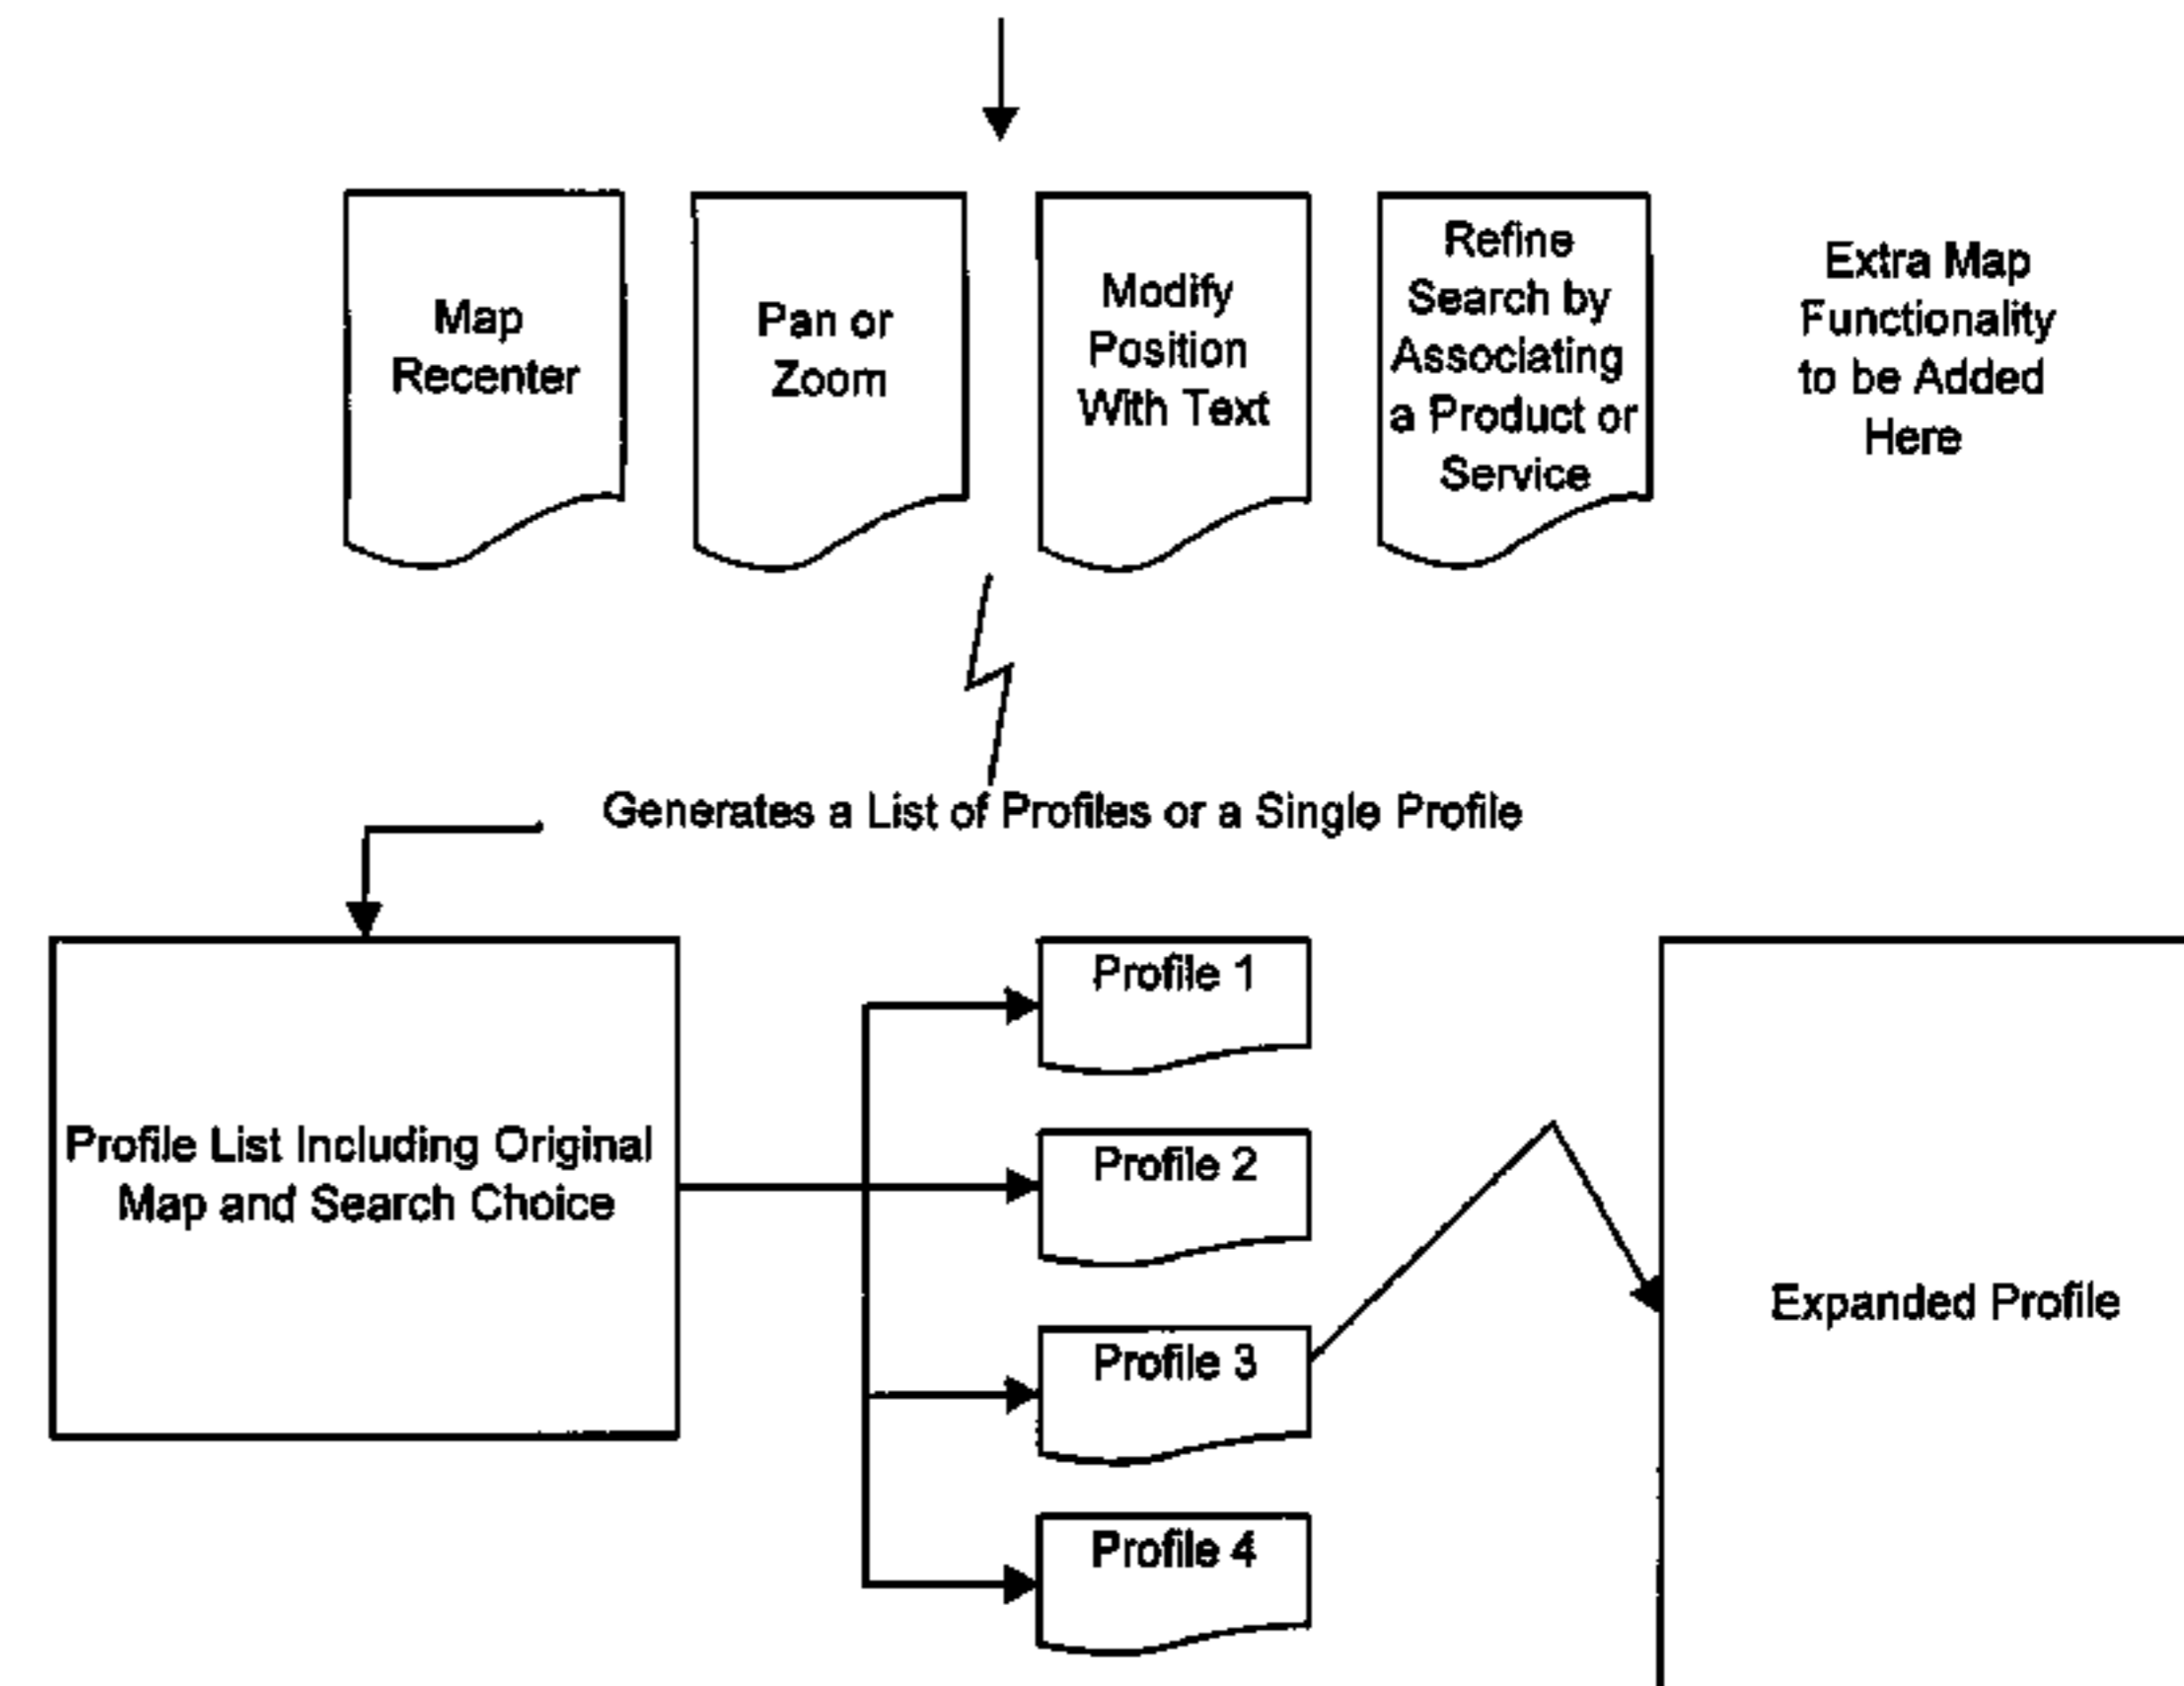 Map
Recenter
Pan or
Zoom
Modify
Position
With Text
Refine
Search by
Associating
a Product or
Service
Extra Map
Functionality
to be Added
Here
Generates a List of Profiles or a Single Profile
Profile List Including Original
Map and Search Choice
Profile 1
Profile 2
Profile 3
Profile 4
Expanded Profile